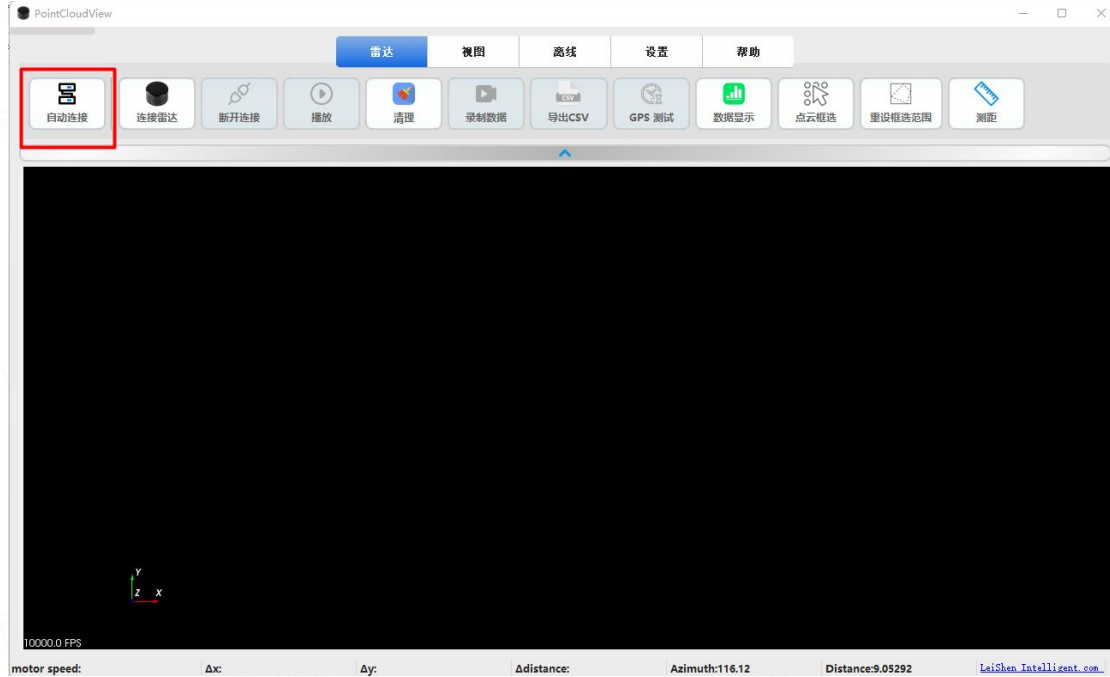 PointCloudView
雷达 视图 离线 设置 帮助
CSV
自动连接 连接雷达 断开连接 播放 清理 录制数据 导出CSV GPS 测试 数据显示 点云框选 重设框选范围 测距
Y
Z X
10000.0 FPS
motor speed: Δx: Δy: Δdistance: Azimuth:116.12 Distance:9.05292 LeiShen Intelligent.com